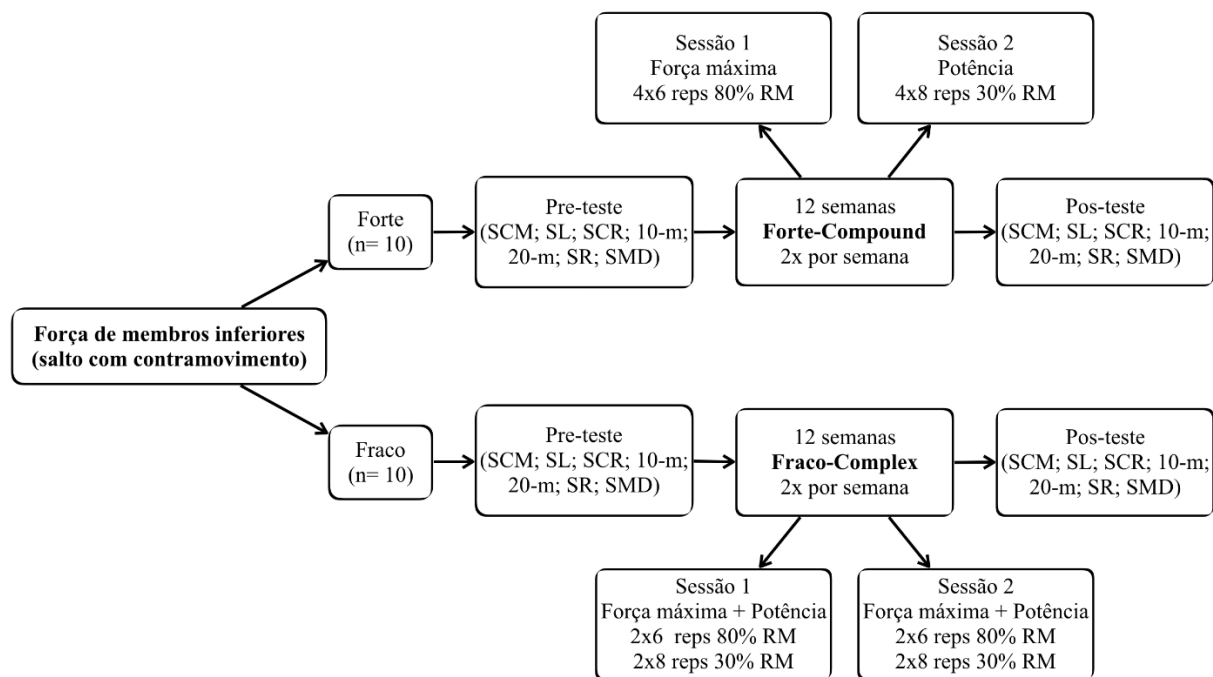 Sessão 1
Força máxima
4x6 reps 80% RM
Sessão 2
Potência
4x8 reps 30% RM
Forte
(n= 10)
Pre-teste
(SCM; SL; SCR; 10-m;
20-m; SR; SMD)
12 semanas
Forte-Compound
2x por semana
Pos-teste
(SCM; SL; SCR; 10-m;
20-m; SR; SMD)
Força de membros inferiores
(salto com contramovimento)
Fraco
(n= 10)
Pre-teste
(SCM; SL; SCR; 10-m;
20-m; SR; SMD)
12 semanas
Fraco-Complex
2x por semana
Pos-teste
(SCM; SL; SCR; 10-m;
20-m; SR; SMD)
Sessão 1
Força máxima + Potência
2x6 reps 80% RM
2x8 reps 30% RM
Sessão 2
Força máxima + Potência
2x6 reps 80% RM
2x8 reps 30% RM